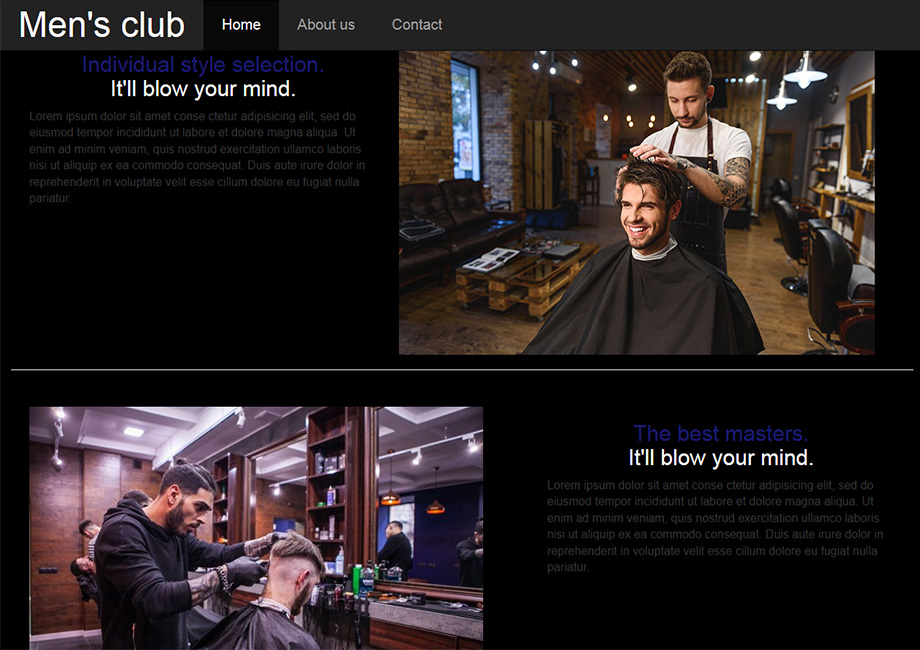 Men's club
Home
About us
Contact
Individual style selection.
It'll blow your mind.
Lorem ipsum dolor sit amet conse ctetur adipisicing elit, sed do
eiusmod tempor incididunt ut labore et dolore magna aliqua. Ut
enim ad minim veniam, quis nostrud exercitation ullamco laboris
nisi ut aliquip ex ea commodo consequat. Duis aute irure dolor in
reprehenderit in voluptate velit esse cillum dolore eu fugiat nulla
pariatur.
The best masters.
It'll blow your mind.
Lorem ipsum dolor sit amet conse ctetur adipisicing elit, sed do
eiusmod tempor incididunt ut labore et dolore magna aliqua. Ut
enim ad minim veniam, quis nostrud exercitation ullamco laboris
nisi ut aliquip ex ea commodo consequat. Duis aute irure dolor in
reprehenderit in voluptate velit esse cillum dolore eu fugiat nulla
pariatur.